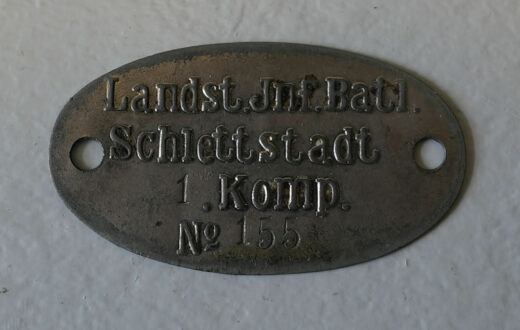 Landst.Jnf.Batl.
Schlettstadt
1. Komp.
№ 155